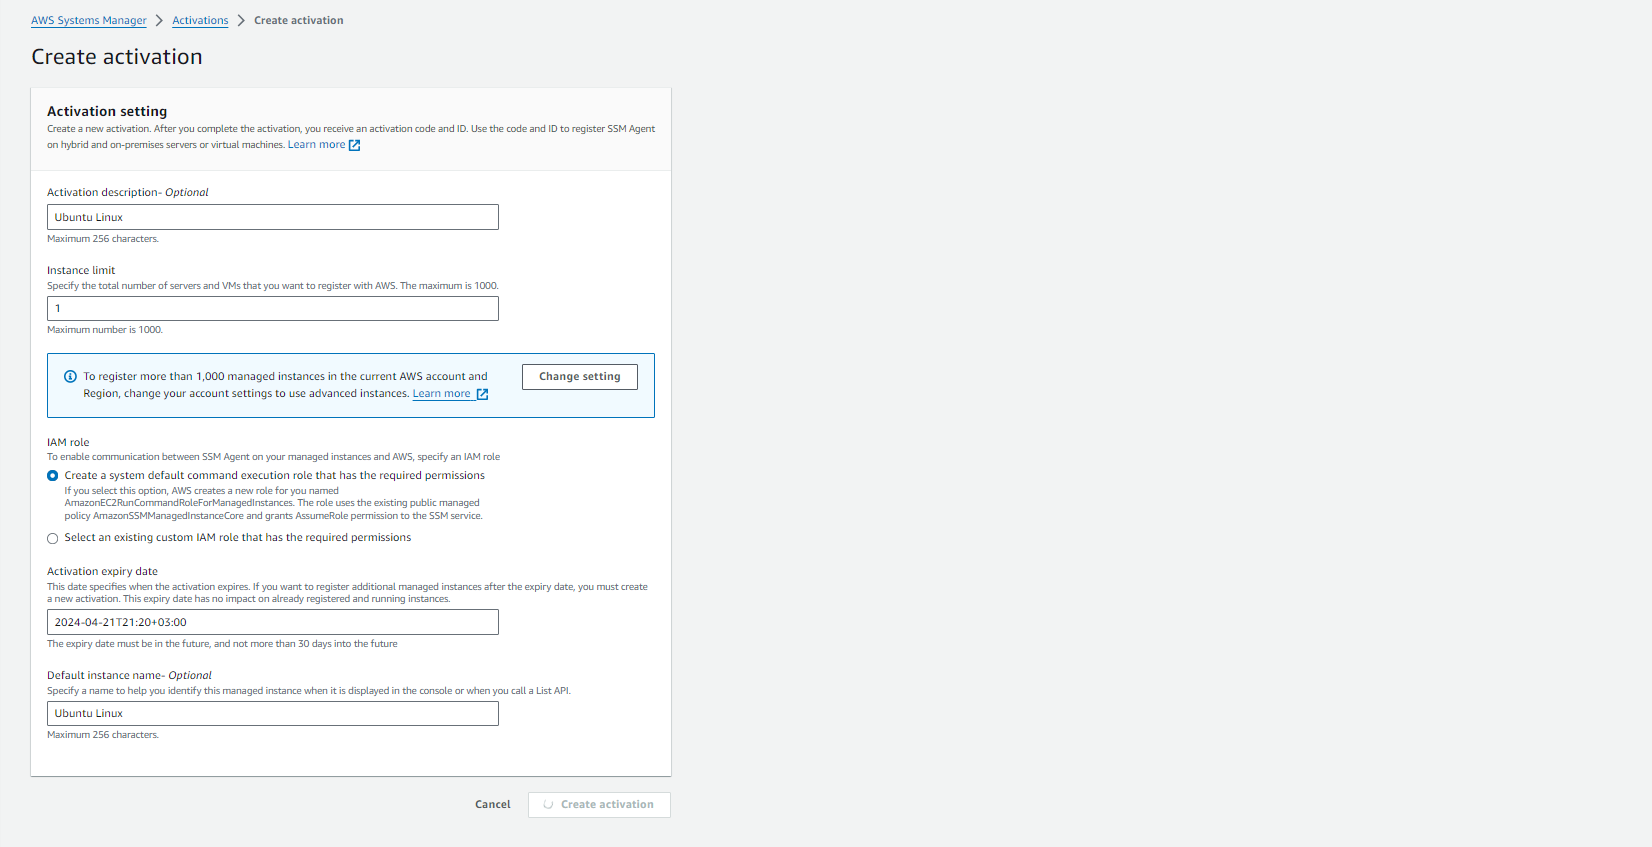 AWS Systems Manager > Activations > Create activation
Create activation
Activation setting
Create a new activation. After you complete the activation, you receive an activation code and ID. Use the code and ID to register SSM Agent
on hybrid and on-premises servers or virtual machines. Learn more
Activation description- Optional
Ubuntu Linux
Maximum 256 characters.
Instance limit
Specify the total number of servers and VMs that you want to register with AWS. The maximum is 1000.
1
Maximum number is 1000.
To register more than 1,000 managed instances in the current AWS account and
Region, change your account settings to use advanced instances. Learn more
Change setting
IAM role
To enable communication between SSM Agent on your managed instances and AWS, specify an IAM role
Create a system default command execution role that has the required permissions
If you select this option, AWS creates a new role for you named
AmazonEC2RunCommandRoleForManagedInstances. The role uses the existing public managed
policy AmazonSSMManagedInstanceCore and grants AssumeRole permission to the SSM service.
Select an existing custom IAM role that has the required permissions
Activation expiry date
This date specifies when the activation expires. If you want to register additional managed instances after the expiry date, you must create
a new activation. This expiry date has no impact on already registered and running instances.
2024-04-21T21:20+03:00
The expiry date must be in the future, and not more than 30 days into the future
Default instance name- Optional
Specify a name to help you identify this managed instance when it is displayed in the console or when you call a List API.
Ubuntu Linux
Maximum 256 characters.
Cancel
Create activation